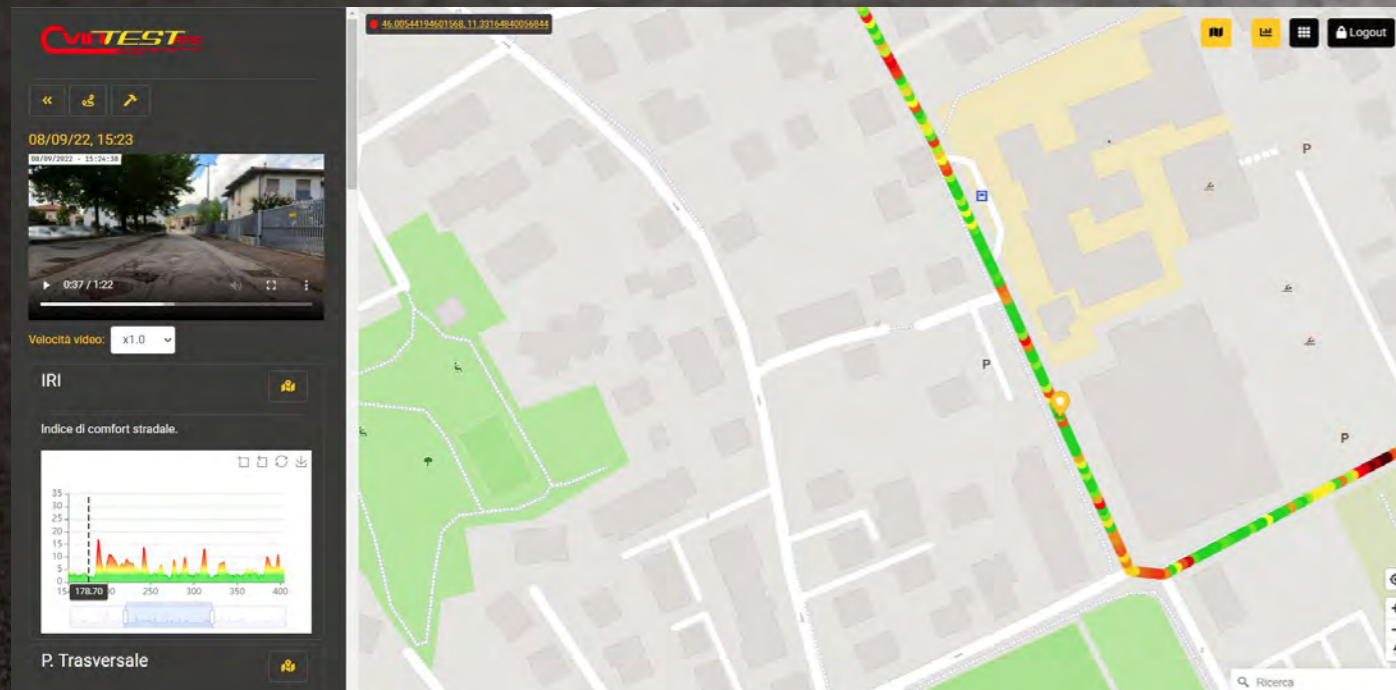 VINTEST
46.00544194601568, 11.33164840056844
Logout
08/09/22, 15:23
08/09/2022 - 15:24:38
0:37 / 1:22
Velocità video: x1.0
IRI
Indice di comfort stradale.
35
30
25
20
15
10
5
0
178.70
250
300
350
400
P. Trasversale
P
P
P
Ricerca